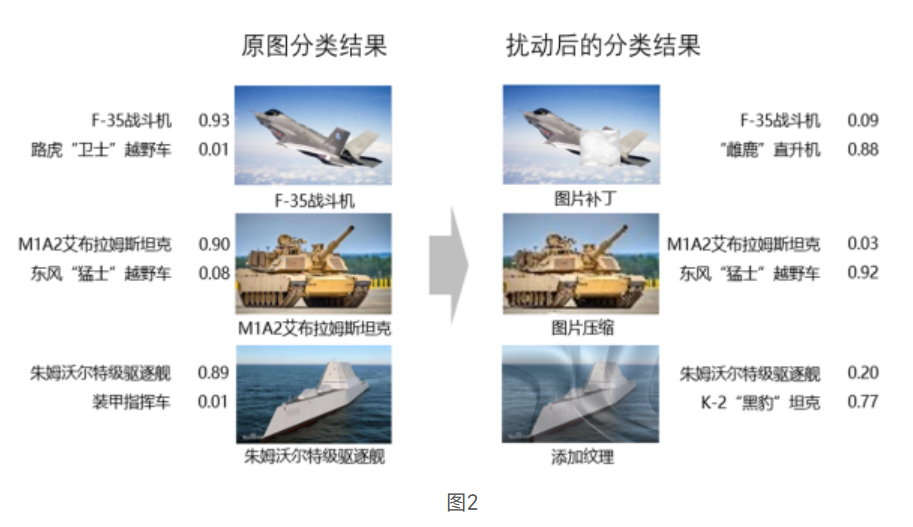 原图分类结果
扰动后的分类结果
F-35战斗机 0.93
路虎“卫士”越野车 0.01
F-35战斗机
F-35战斗机 0.09
“雌鹿”直升机 0.88
图片补丁
M1A2艾布拉姆斯坦克 0.90
东风“猛士”越野车 0.08
M1A2艾布拉姆斯坦克
M1A2艾布拉姆斯坦克 0.03
东风“猛士”越野车 0.92
图片压缩
朱姆沃尔特级驱逐舰 0.89
装甲指挥车 0.01
朱姆沃尔特级驱逐舰
朱姆沃尔特级驱逐舰 0.20
K-2“黑豹”坦克 0.77
添加纹理
图2